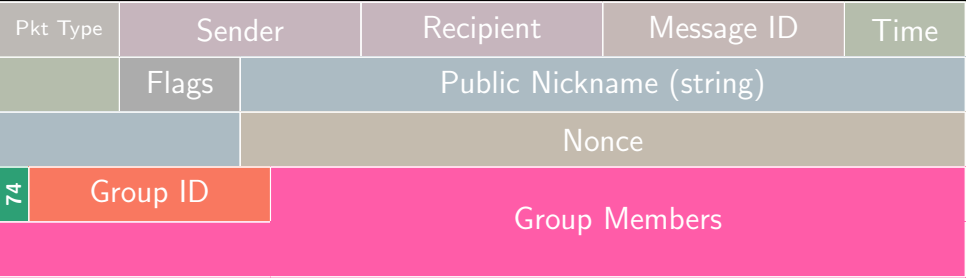 Pkt Type Sender Recipient Message ID Time
Flags Public Nickname (string)
Nonce
74 Group ID
Group Members